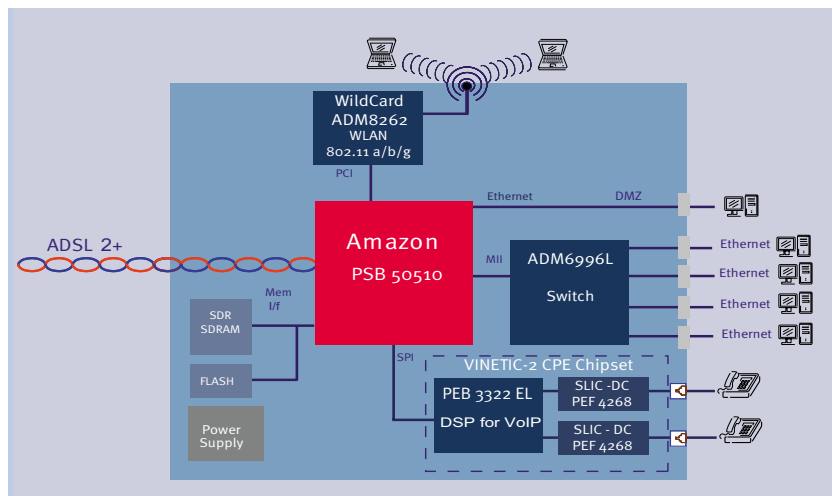 WildCard
ADM8262
WLAN
802.11 a/b/g
PCI
Ethernet
DMZ
ADSL 2+
Amazon
PSB 50510
MII
ADM6996L
Switch
Ethernet
Ethernet
Ethernet
Ethernet
Mem
I/f
SDR
SDRAM
FLASH
Power
Supply
SPI
VINETIC-2 CPE Chipset
PEB 3322 EL
DSP for VoIP
SLIC -DC
PEF 4268
SLIC - DC
PEF 4268